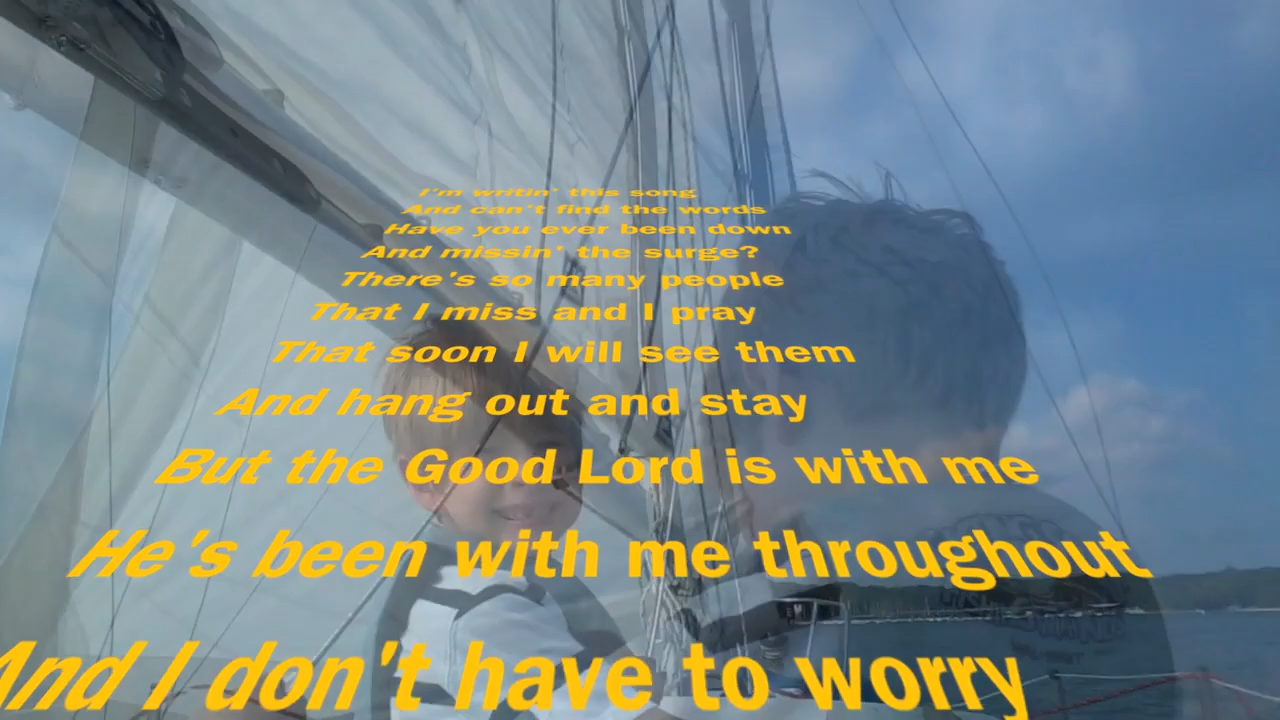 I'm writin' this song
And can't find the words
Have you ever been down
And missin' the surge?
There's so many people
That I miss and I pray
That soon I will see them
And hang out and stay
But the Good Lord is with me
He's been with me throughout
And I don't have to worry